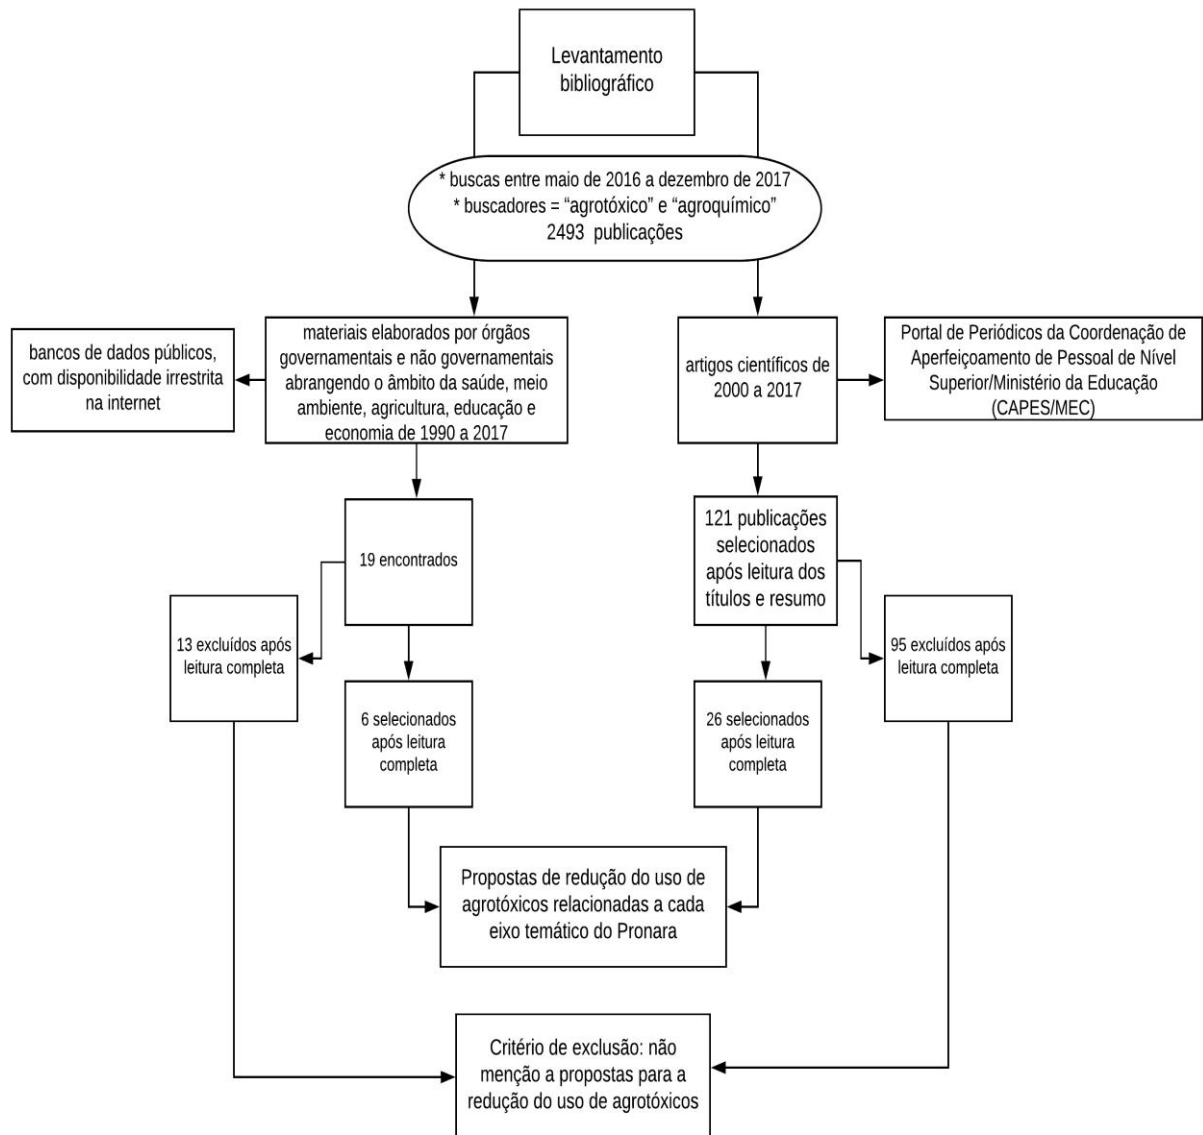 Levantamento
bibliográfico
* buscas entre maio de 2016 a dezembro de 2017
* buscadores = “agrotóxico” e “agroquímico”
2493 publicações
bancos de dados públicos,
com disponibilidade irrestrita
na internet
materiais elaborados por órgãos
governamentais e não governamentais
abrangendo o âmbito da saúde, meio
ambiente, agricultura, educação e
economia de 1990 a 2017
artigos científicos de
2000 a 2017
Portal de Periódicos da Coordenação de
Aperfeiçoamento de Pessoal de Nível
Superior/Ministério da Educação
(CAPES/MEC)
19 encontrados
121 publicações
selecionados
após leitura dos
títulos e resumo
13 excluídos após
leitura completa
95 excluídos após
leitura completa
6 selecionados
após leitura
completa
26 selecionados
após leitura
completa
Propostas de redução do uso de
agrotóxicos relacionadas a cada
eixo temático do Pronara
Critério de exclusão: não
menção a propostas para a
redução do uso de agrotóxicos